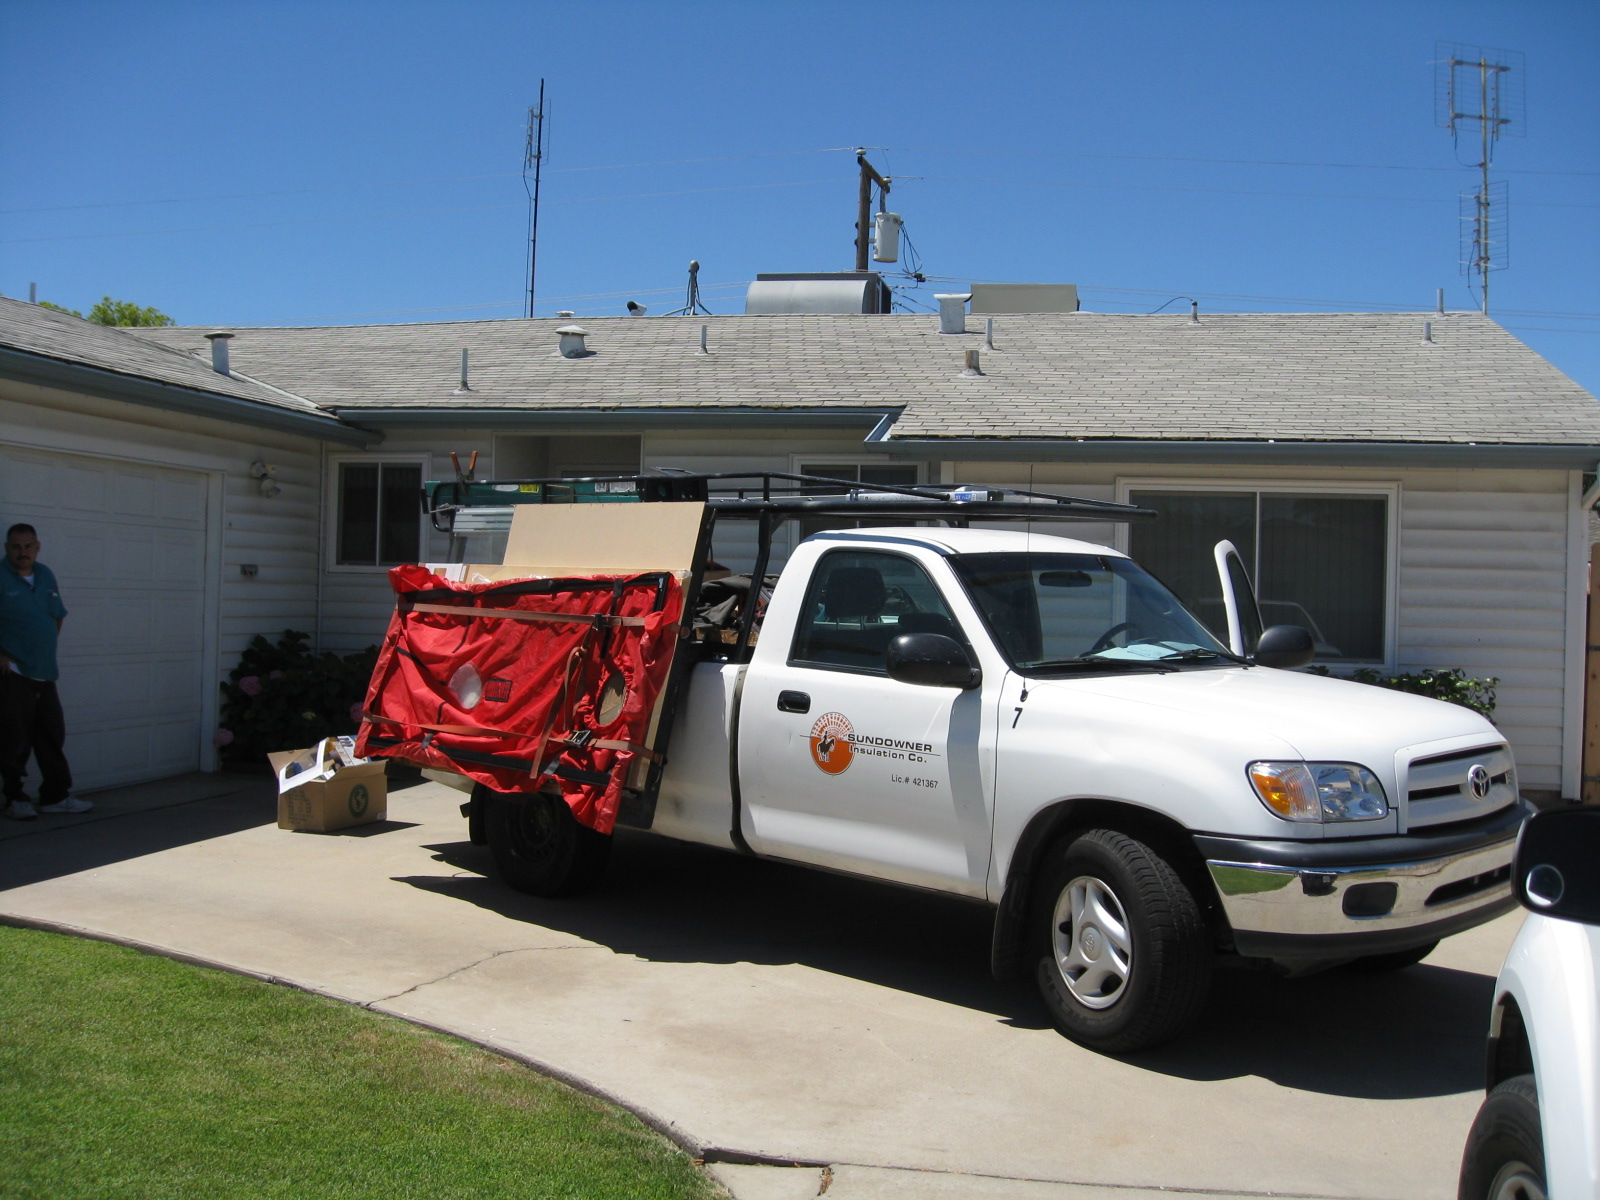 7
SUNDOWNER
Insulation Co.
Lic.# 421367